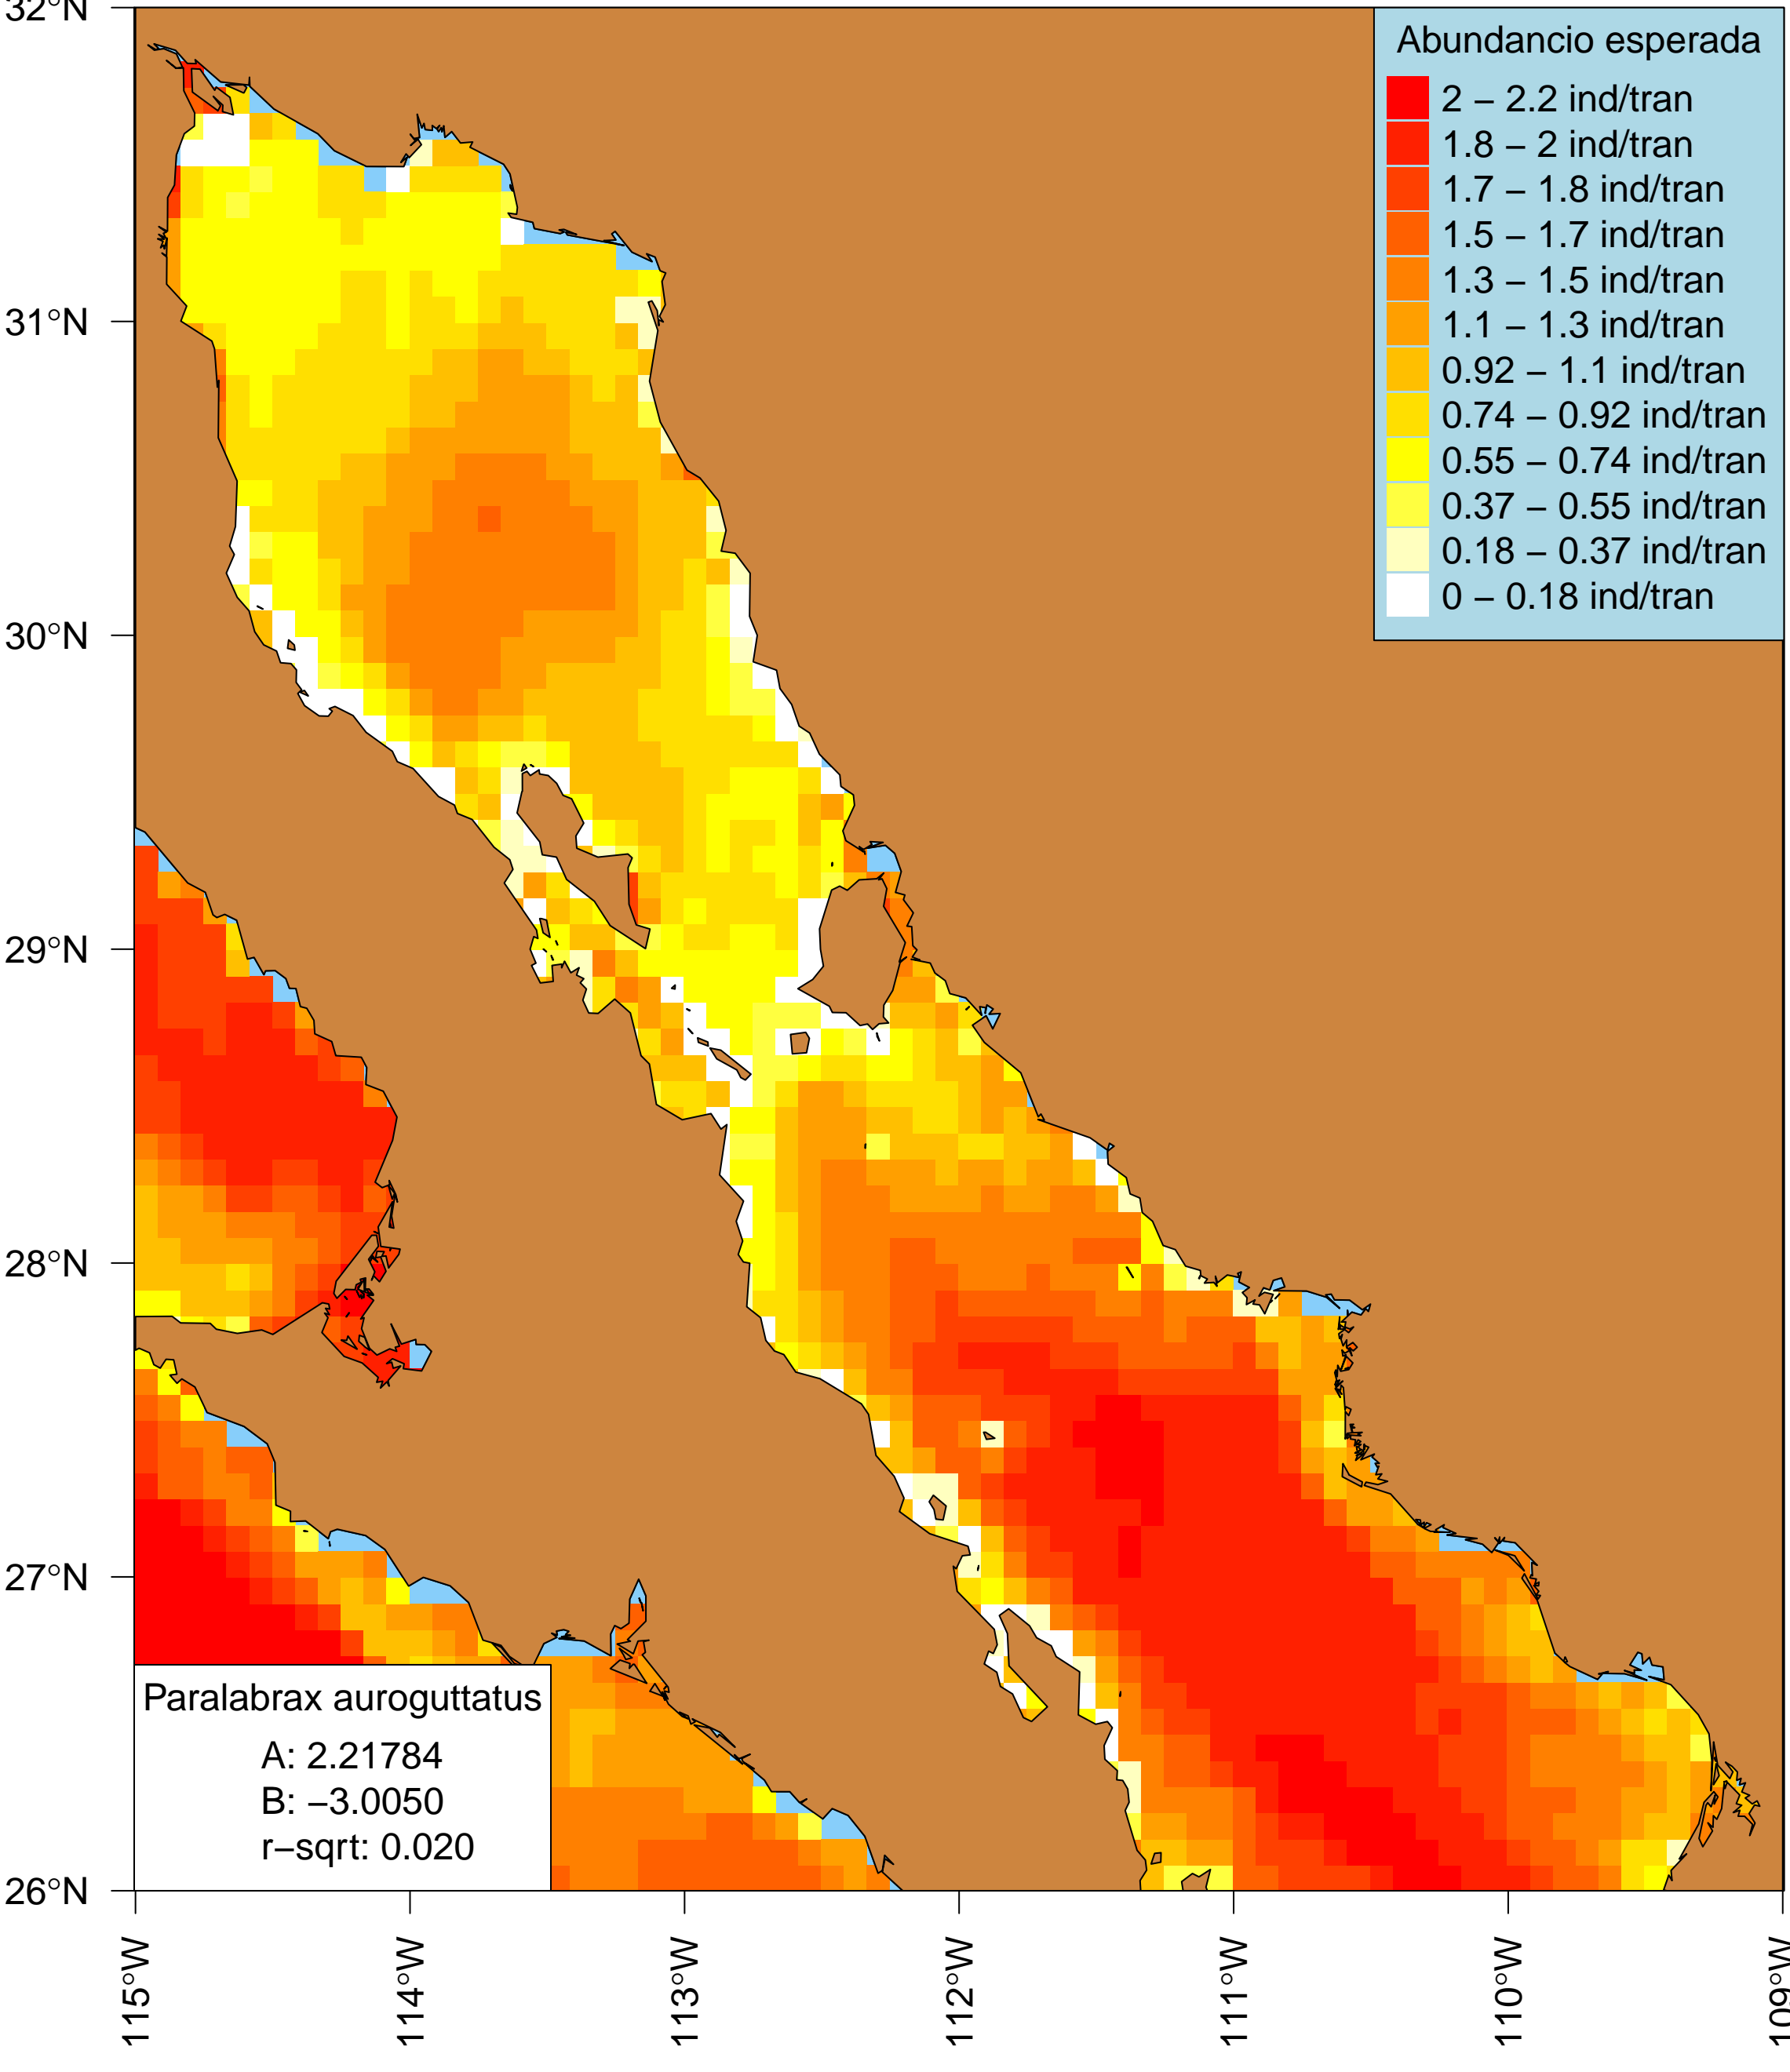 32°N
31°N
30°N
29°N
28°N
27°N
26°N
115°W
114°W
113°W
112°W
111°W
110°W
109°W
Abundancio esperada
2 − 2.2 ind/tran
1.8 − 2 ind/tran
1.7 − 1.8 ind/tran
1.5 − 1.7 ind/tran
1.3 − 1.5 ind/tran
1.1 − 1.3 ind/tran
0.92 − 1.1 ind/tran
0.74 − 0.92 ind/tran
0.55 − 0.74 ind/tran
0.37 − 0.55 ind/tran
0.18 − 0.37 ind/tran
0 − 0.18 ind/tran
Paralabrax auroguttatus
A: 2.21784
B: −3.0050
r−sqrt: 0.020